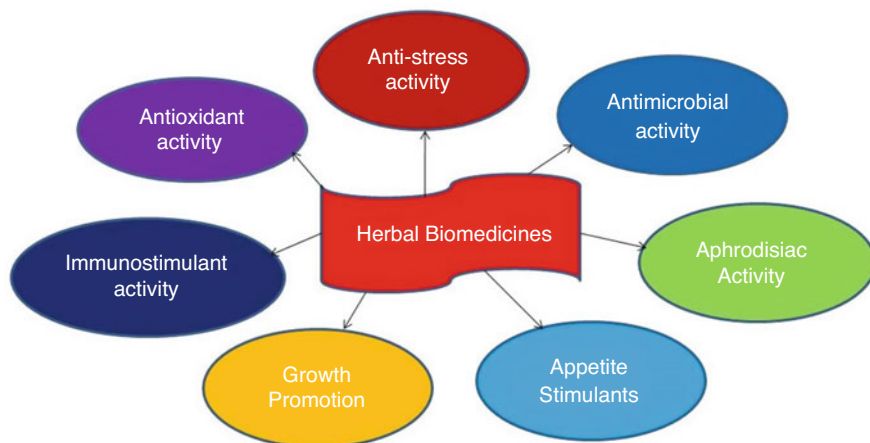 Anti-stress
activity
Antimicrobial
activity
Antioxidant
activity
Herbal Biomedicines
Aphrodisiac
Activity
Immunostimulant
activity
Growth
Promotion
Appetite
Stimulants